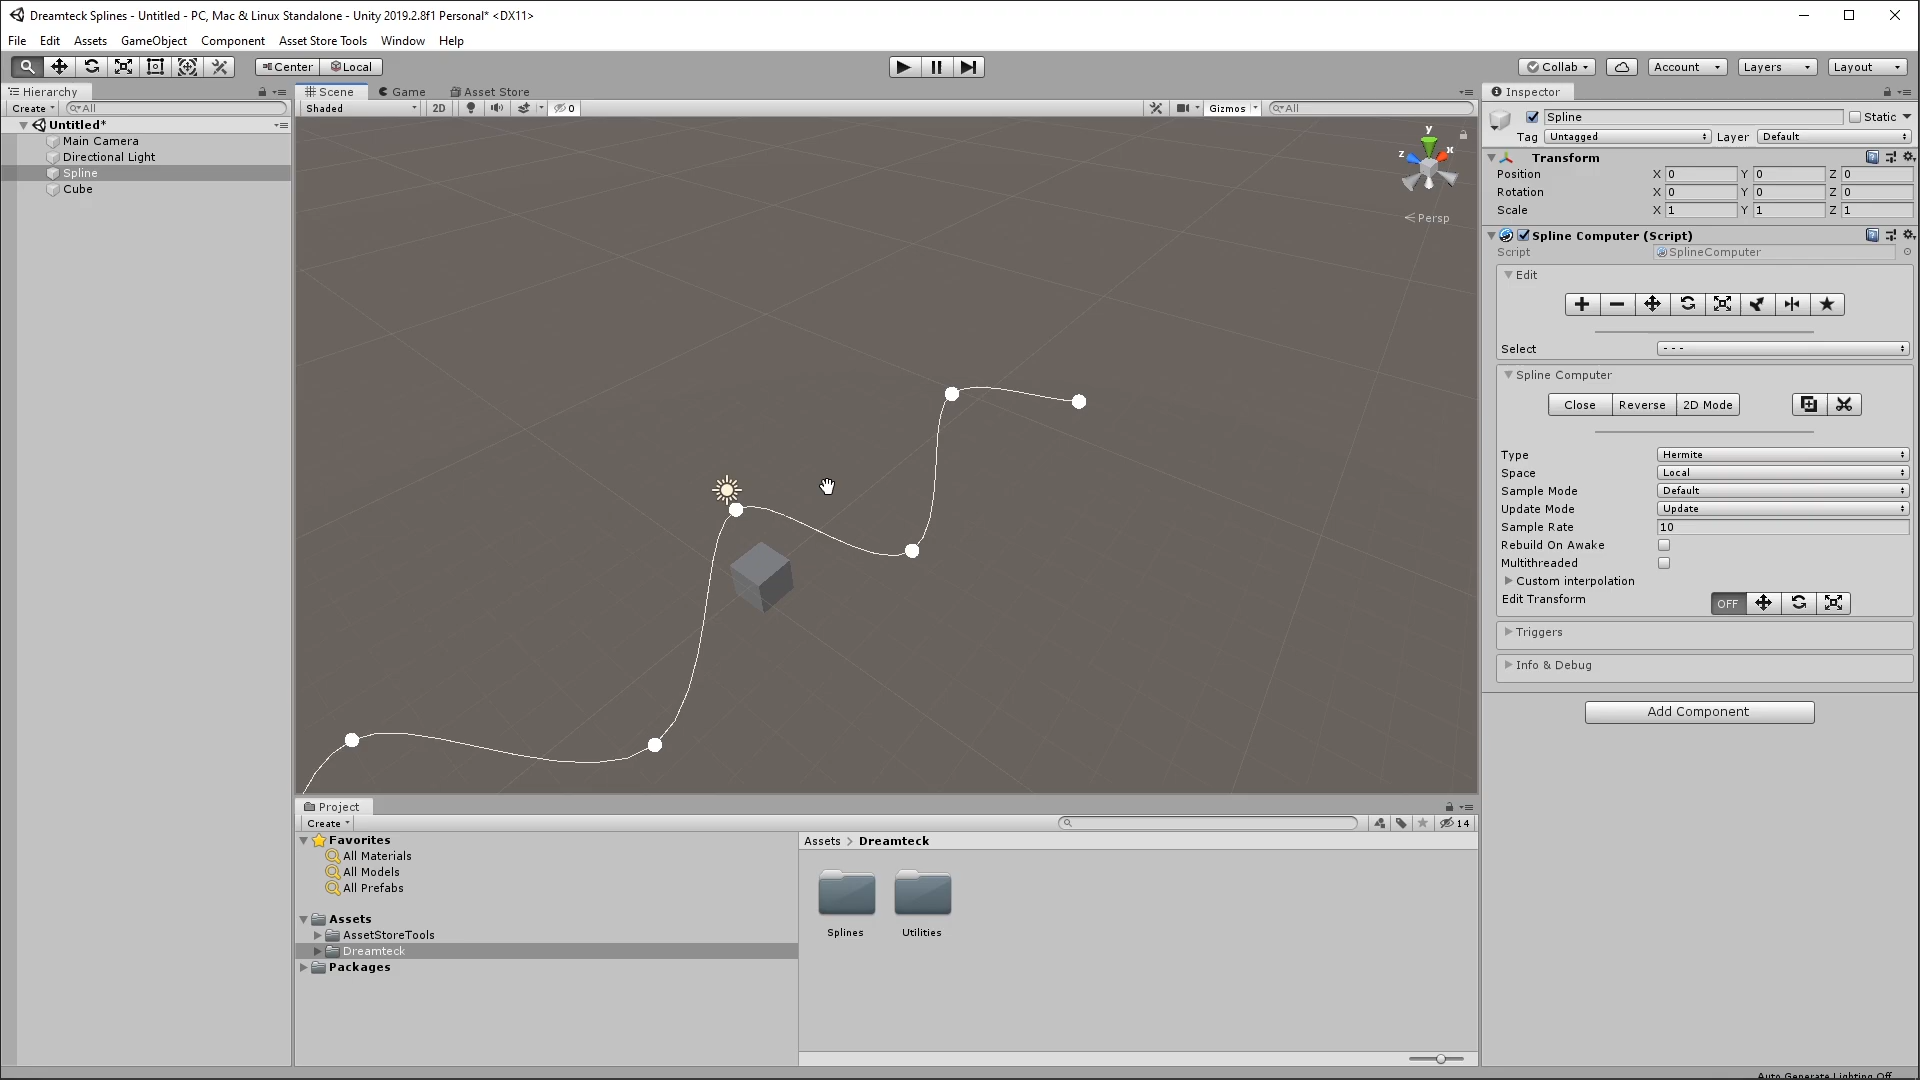 Dreamteck Splines - Untitled - PC, Mac & Linux Standalone - Unity 2019.2.8f1 Personal* <DX11>
File Edit Assets GameObject Component Asset Store Tools Window Help
Center Local Collab Account Layers Layout
Hierarchy
Create All
Untitled*
Main Camera
Directional Light
Spline
Cube
Scene Game Asset Store
Shaded 2D 0 Gizmos All
y
z x
Persp
Inspector
Spline Static
Tag Untagged Layer Default
Transform
Position X 0 Y 0 Z 0
Rotation X 0 Y 0 Z 0
Scale X 1 Y 1 Z 1
Spline Computer (Script)
Script SplineComputer
Edit
Select ---
Spline Computer
Close Reverse 2D Mode
Type Hermite
Space Local
Sample Mode Default
Update Mode Update
Sample Rate 10
Rebuild On Awake
Multithreaded
Custom interpolation
Edit Transform OFF
Triggers
Info & Debug
Add Component
Project
Create 14
Favorites
All Materials
All Models
All Prefabs
Assets
AssetStoreTools
Dreamteck
Packages
Assets > Dreamteck
Splines Utilities
Auto Generate Lighting Off